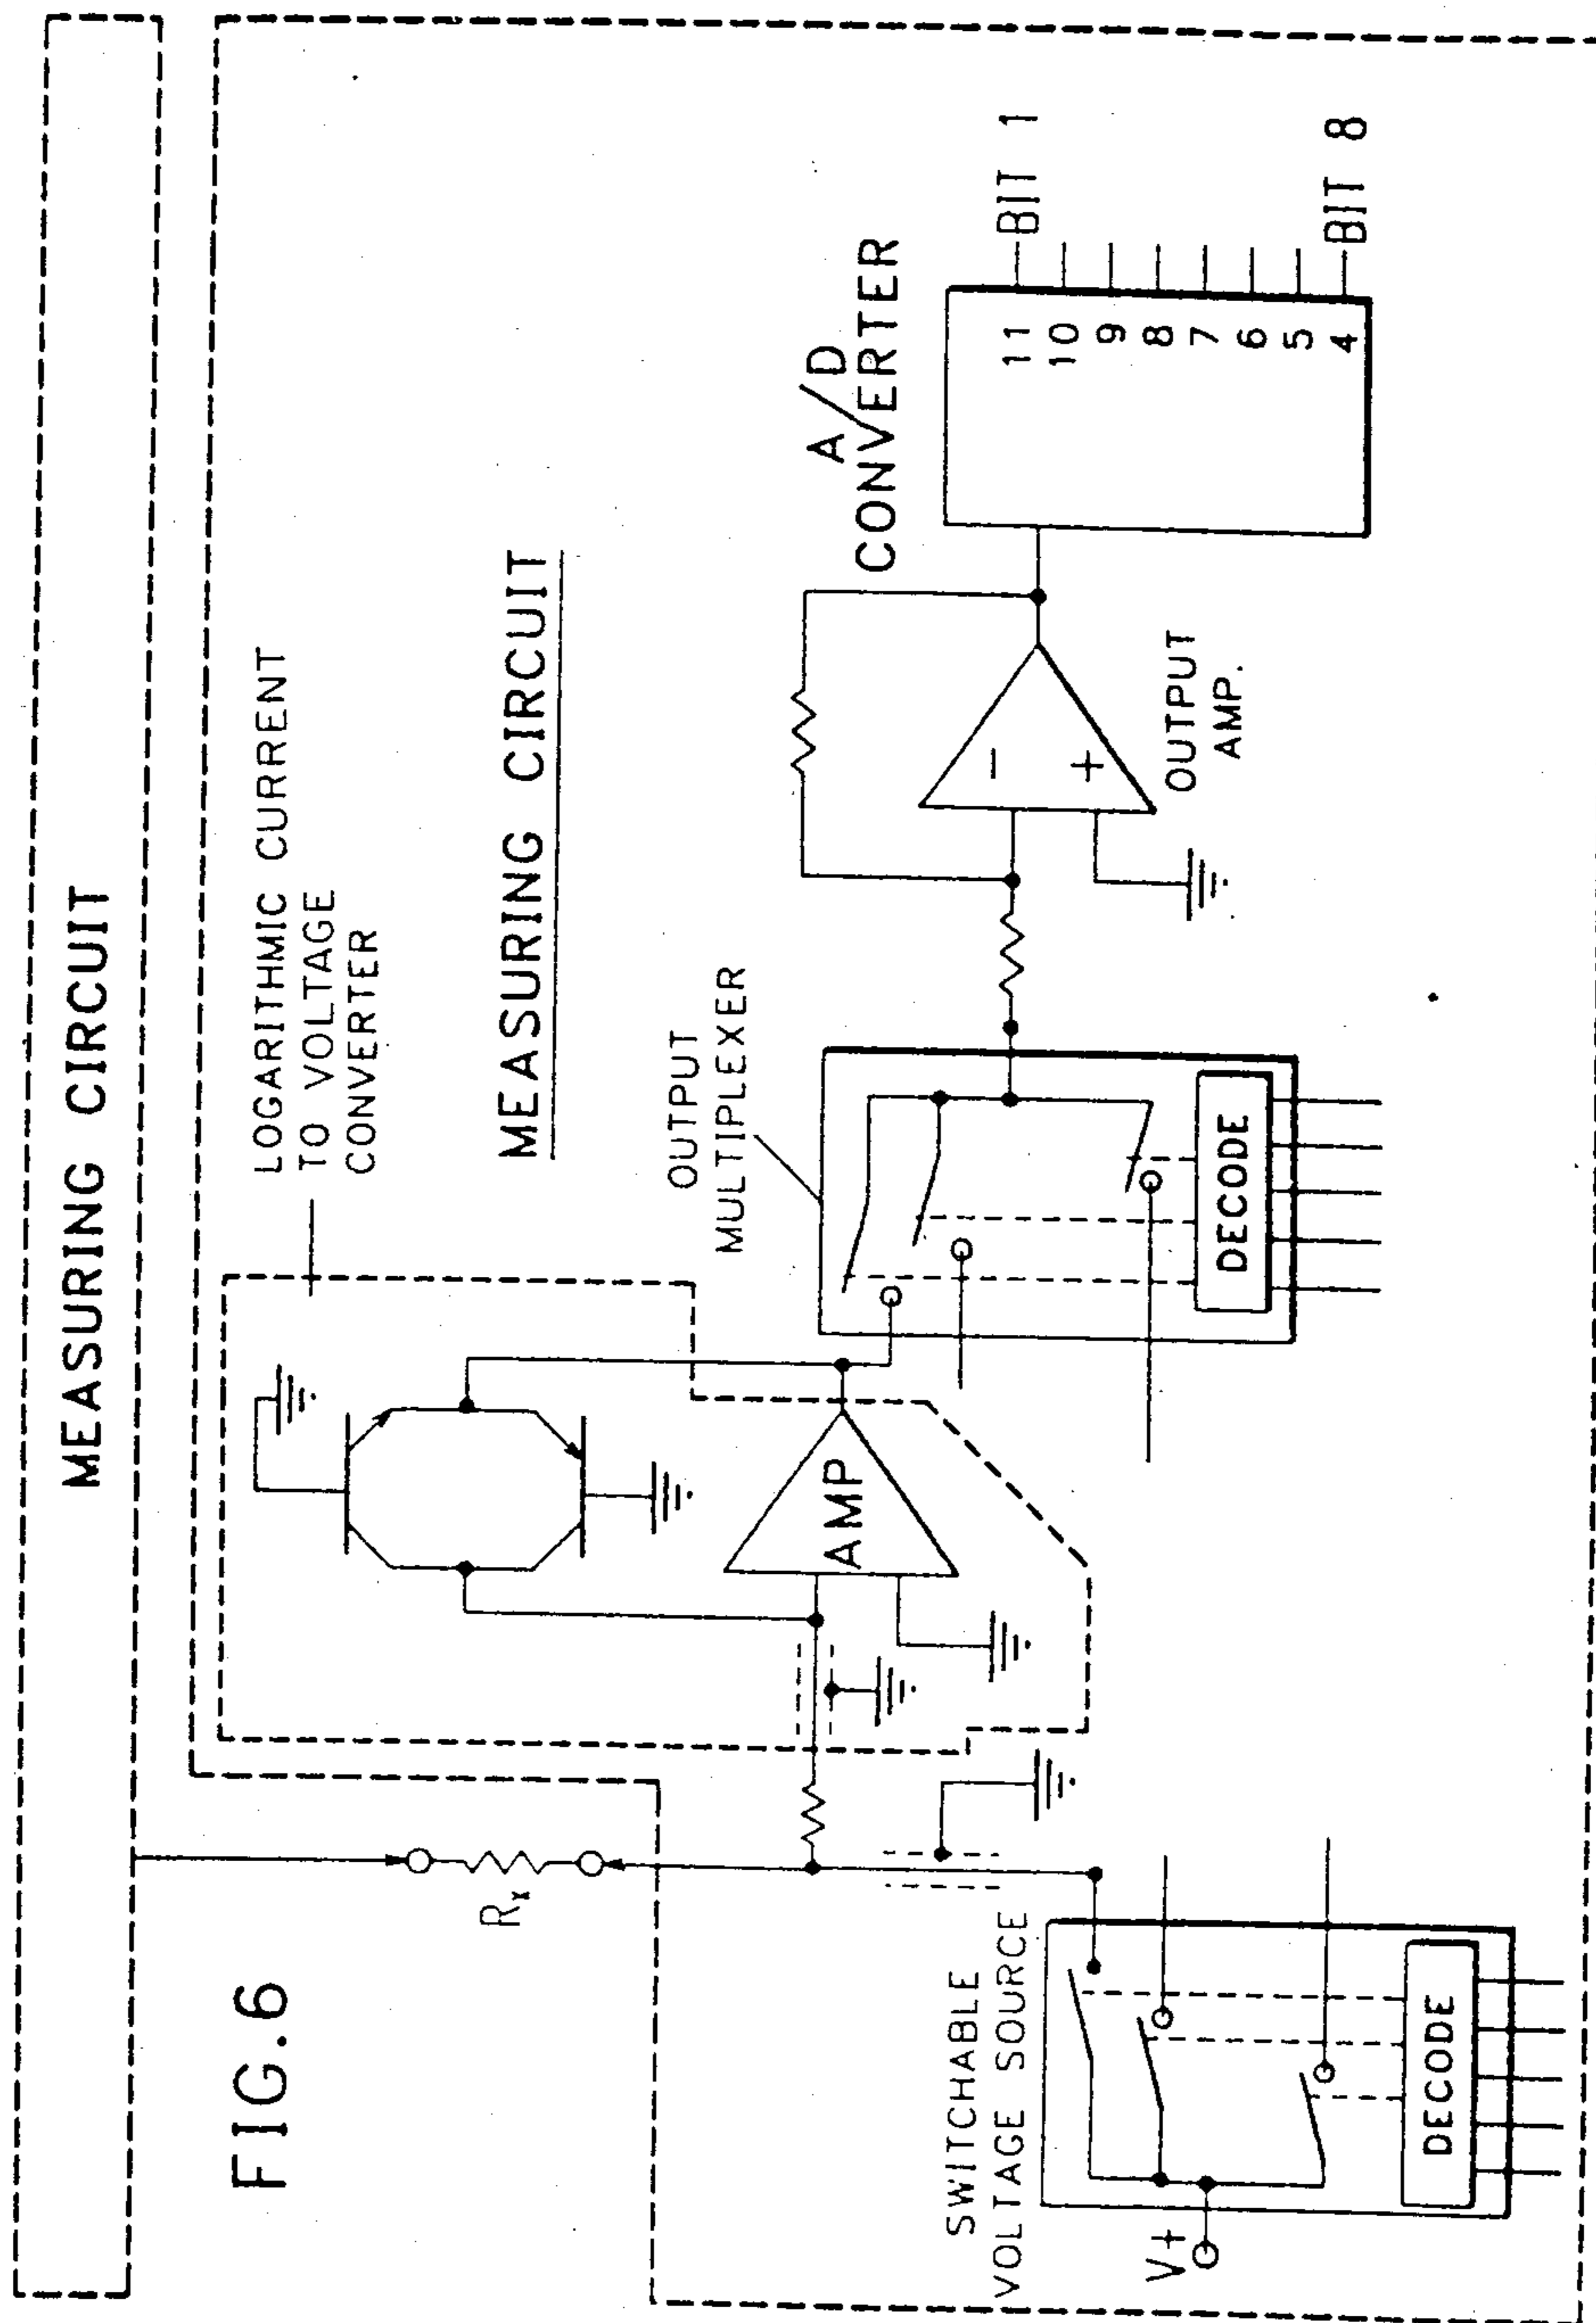 MEASURING CIRCUIT
FIG.6
LOGARITHMIC CURRENT
TO VOLTAGE
CONVERTER
MEASURING CIRCUIT
Rx
AMP
OUTPUT
MULTIPLEXER
DECODE
A/D
CONVERTER
11
10
9
8
7
6
5
4
BIT 1
BIT 8
−
+
OUTPUT
AMP.
SWITCHABLE
VOLTAGE SOURCE
V+
DECODE